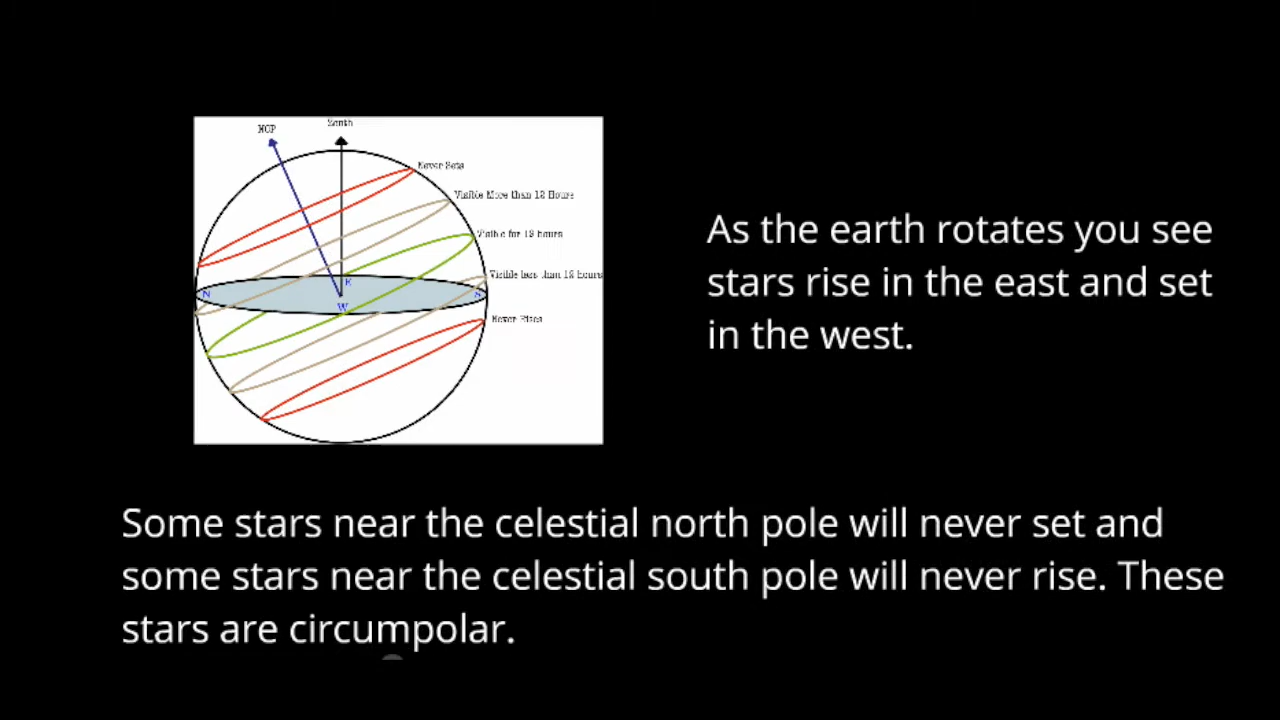 NCP
Zenith
Never Sets
Visible More than 12 Hours
Visible for 12 hours
Visible less than 12 hours
N
E
S
W
Never Rises
As the earth rotates you see
stars rise in the east and set
in the west.
Some stars near the celestial north pole will never set and
some stars near the celestial south pole will never rise. These
stars are circumpolar.